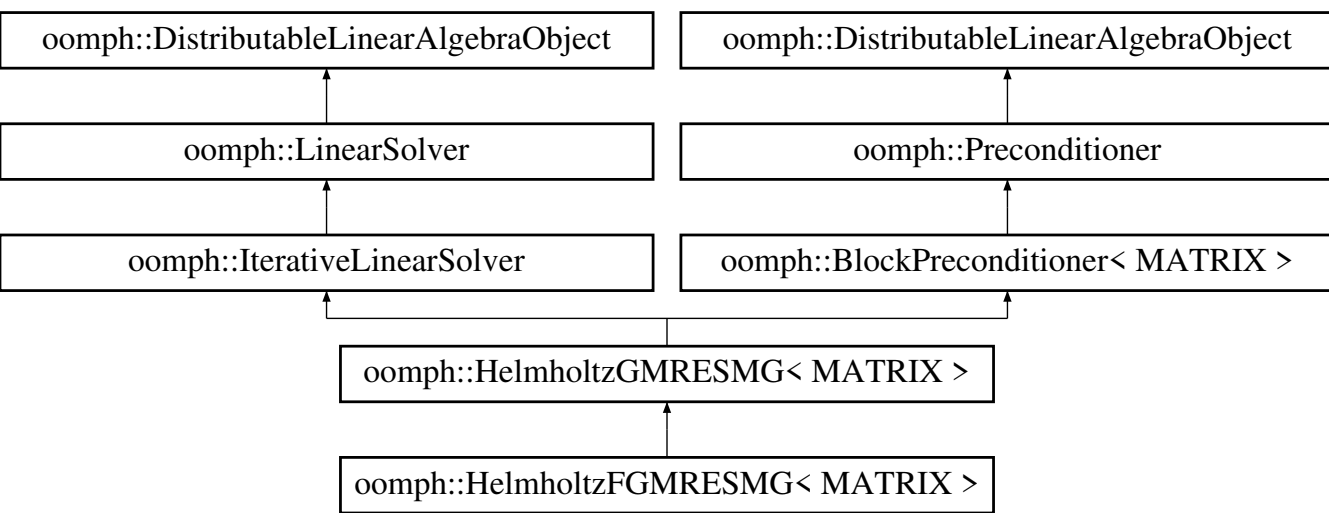 oomph::DistributableLinearAlgebraObject
oomph::DistributableLinearAlgebraObject
oomph::LinearSolver
oomph::Preconditioner
oomph::IterativeLinearSolver
oomph::BlockPreconditioner< MATRIX >
oomph::HelmholtzGMRESMG< MATRIX >
oomph::HelmholtzFGMRESMG< MATRIX >